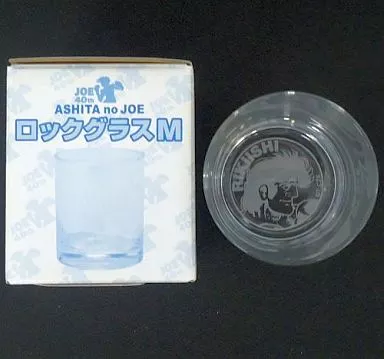 JOE
40th
ASHITA no JOE
ロックグラスM
RIKIISHI